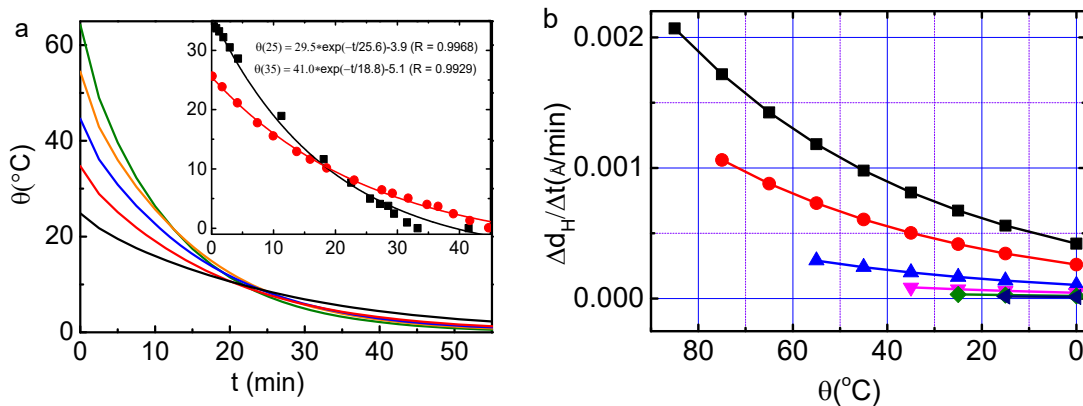 a
60
40
20
0
θ(°C)
0 10 20 30 40 50
t (min)
30
20
10
0
0 10 20 30 40
θ(25) = 29.5*exp(−t/25.6)-3.9 (R = 0.9968)
θ(35) = 41.0*exp(−t/18.8)-5.1 (R = 0.9929)
b
0.002
0.001
0.000
Δd_H/Δt(Å/min)
80 60 40 20 0
θ(°C)